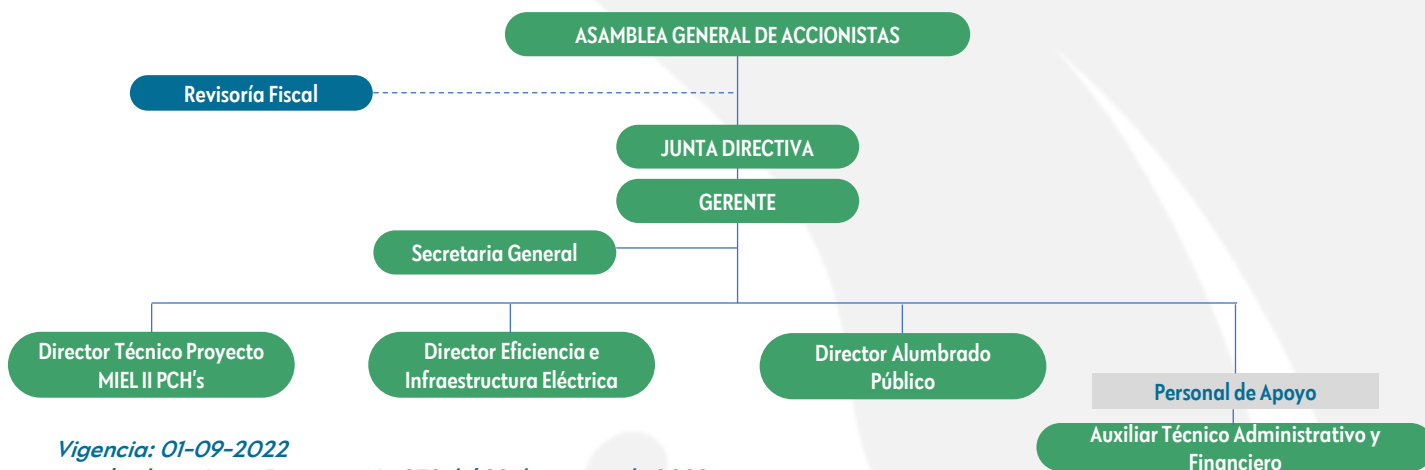 ASAMBLEA GENERAL DE ACCIONISTAS
Revisoría Fiscal
JUNTA DIRECTIVA
GERENTE
Secretaria General
Director Técnico Proyecto
MIEL II PCH's
Director Eficiencia e
Infraestructura Eléctrica
Director Alumbrado
Público
Personal de Apoyo
Auxiliar Técnico Administrativo y
Financiero
Vigencia: 01-09-2022